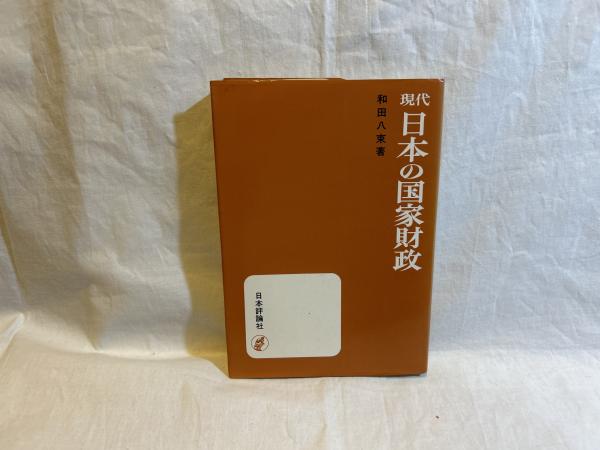 現代
日本の国家財政
和田八束著
日本評論社